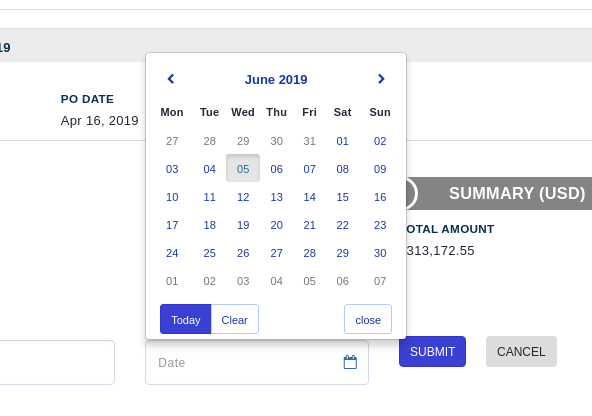 19
PO DATE
Apr 16, 2019
June 2019
Mon Tue Wed Thu Fri Sat Sun
27 28 29 30 31 01 02
03 04 05 06 07 08 09
10 11 12 13 14 15 16
17 18 19 20 21 22 23
24 25 26 27 28 29 30
01 02 03 04 05 06 07
Today Clear close
SUMMARY (USD)
OTAL AMOUNT
313,172.55
Date
SUBMIT CANCEL